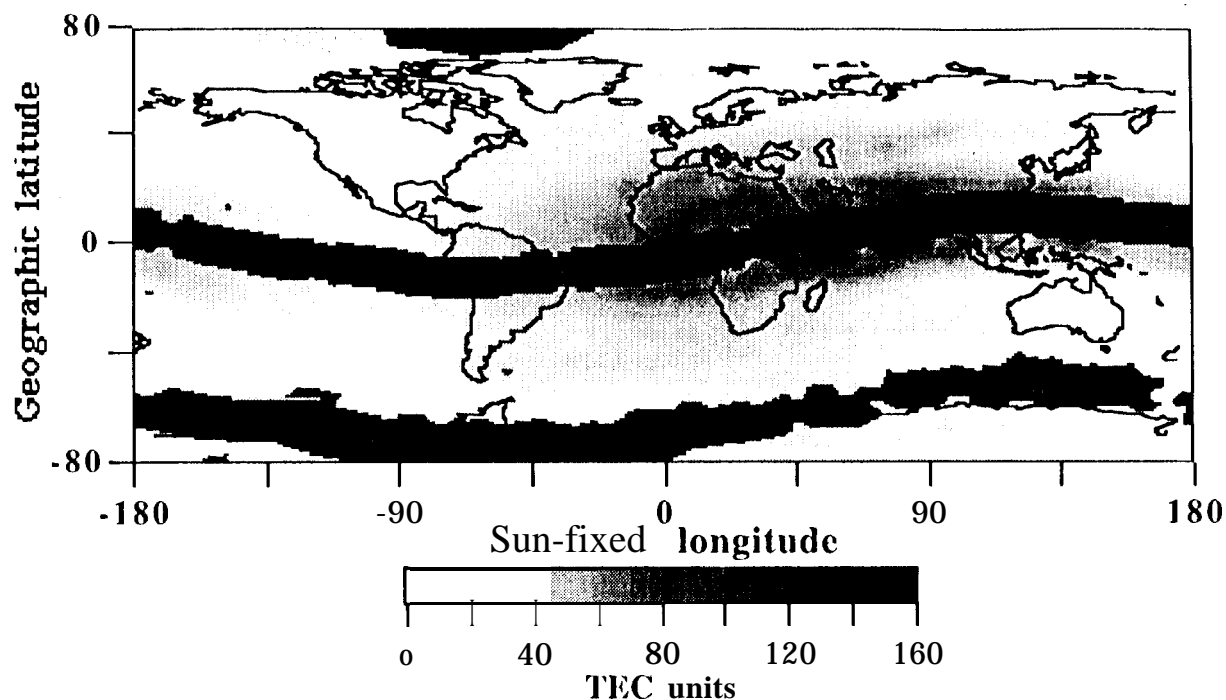 80
Geographic latitude
0
-80
-180 -90 0 90 180
Sun-fixed longitude
0 40 80 120 160
TEC units